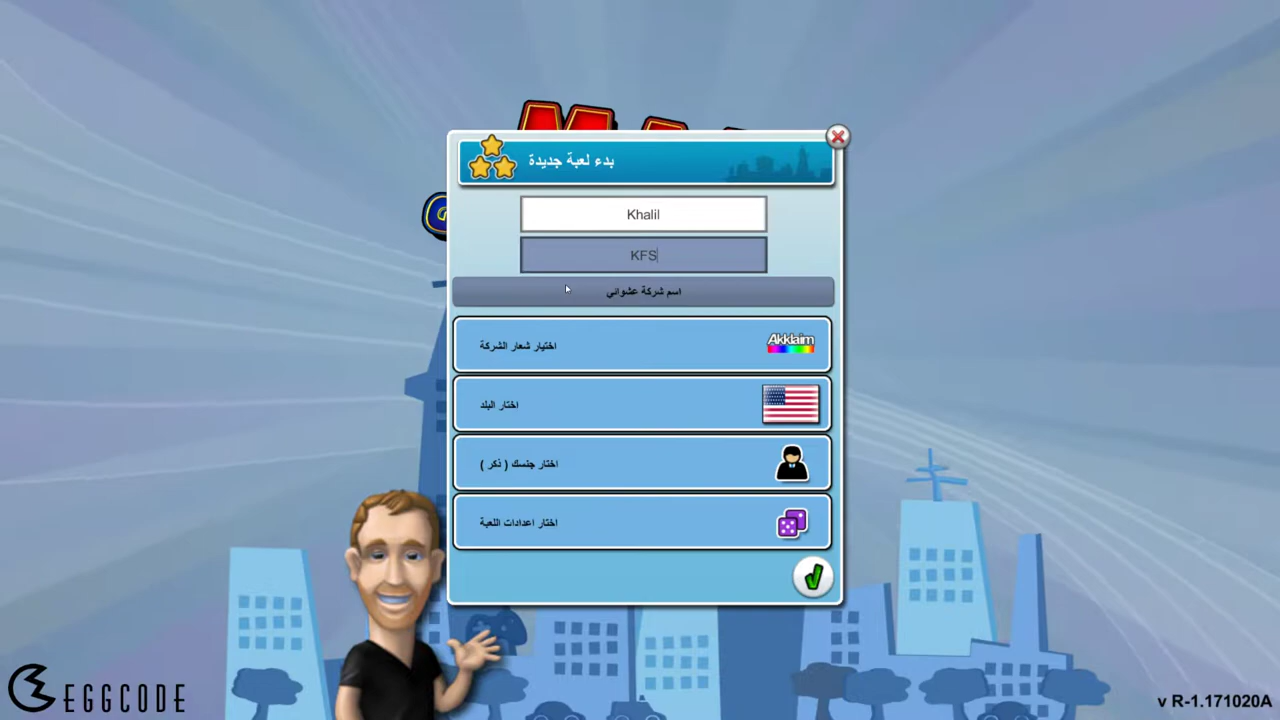 بدء لعبة جديدة
Khalil
KFS
اسم شركة عشوائي
اختيار شعار الشركة
Akklaim
اختار البلد
اختار جنسك ( ذكر )
اختار اعدادات اللعبة
EGGCODE
v R-1.171020A